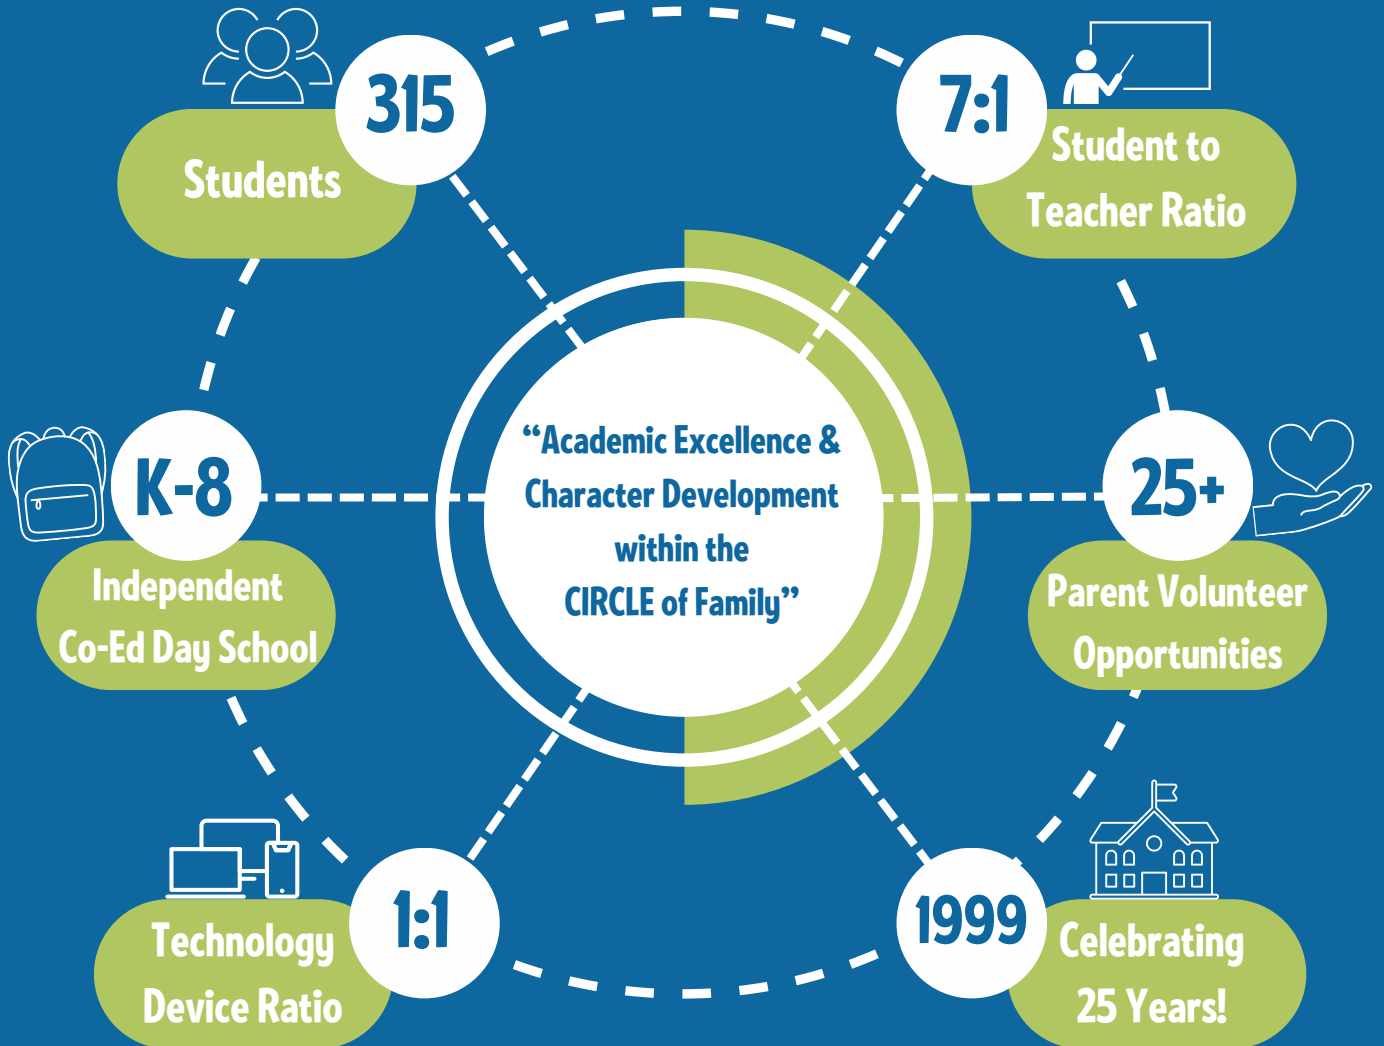 315
Students
7:1
Student to
Teacher Ratio
“Academic Excellence &
Character Development
within the
CIRCLE of Family”
K-8
Independent
Co-Ed Day School
25+
Parent Volunteer
Opportunities
1:1
Technology
Device Ratio
1999
Celebrating
25 Years!